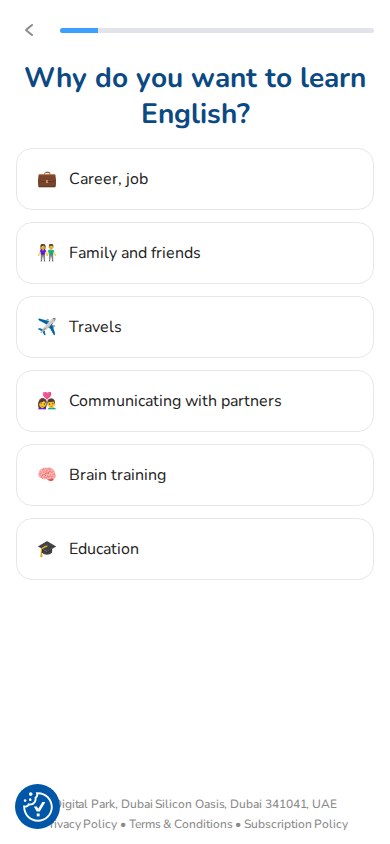 Why do you want to learn
English?
Career, job
Family and friends
Travels
Communicating with partners
Brain training
Education
Digital Park, Dubai Silicon Oasis, Dubai 341041, UAE
Policy • Terms & Conditions • Subscription Policy